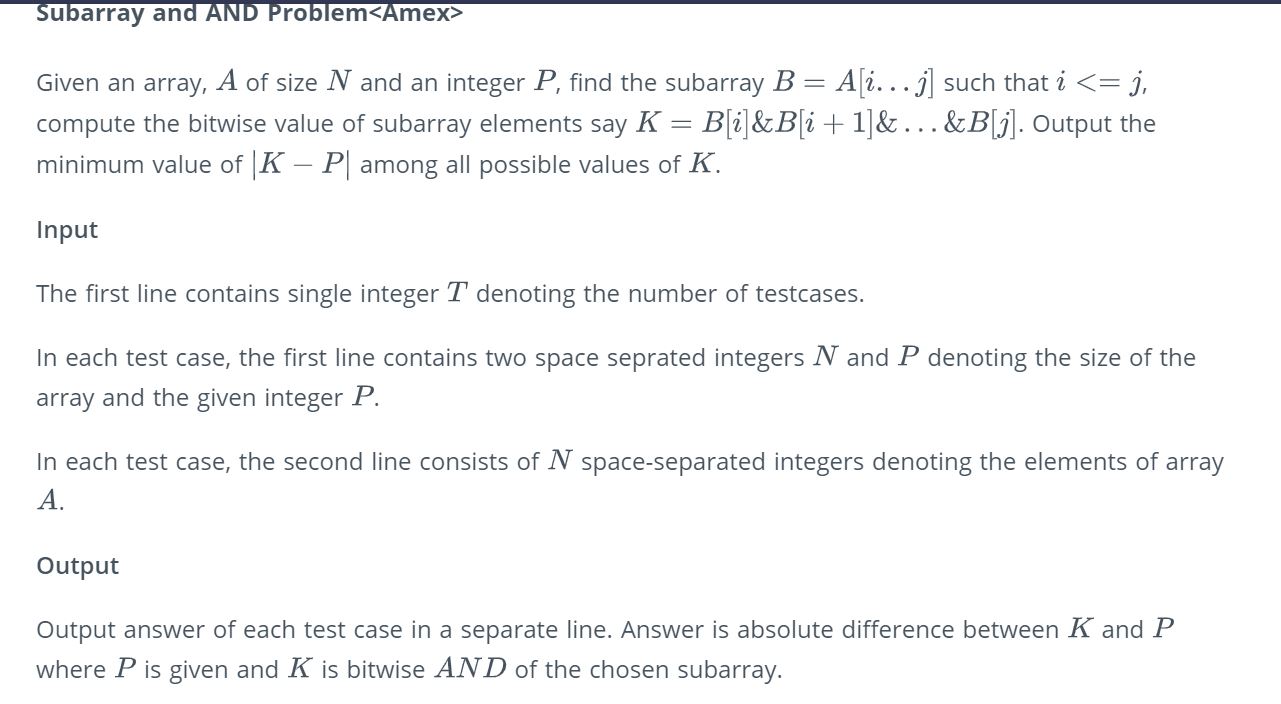 Subarray and AND Problem<Amex>
Given an array, A of size N and an integer P, find the subarray B = A[i...j] such that i <= j,
compute the bitwise value of subarray elements say K = B[i]&B[i + 1]&...&B[j]. Output the
minimum value of |K − P| among all possible values of K.
Input
The first line contains single integer T denoting the number of testcases.
In each test case, the first line contains two space seprated integers N and P denoting the size of the
array and the given integer P.
In each test case, the second line consists of N space-separated integers denoting the elements of array
A.
Output
Output answer of each test case in a separate line. Answer is absolute difference between K and P
where P is given and K is bitwise AND of the chosen subarray.